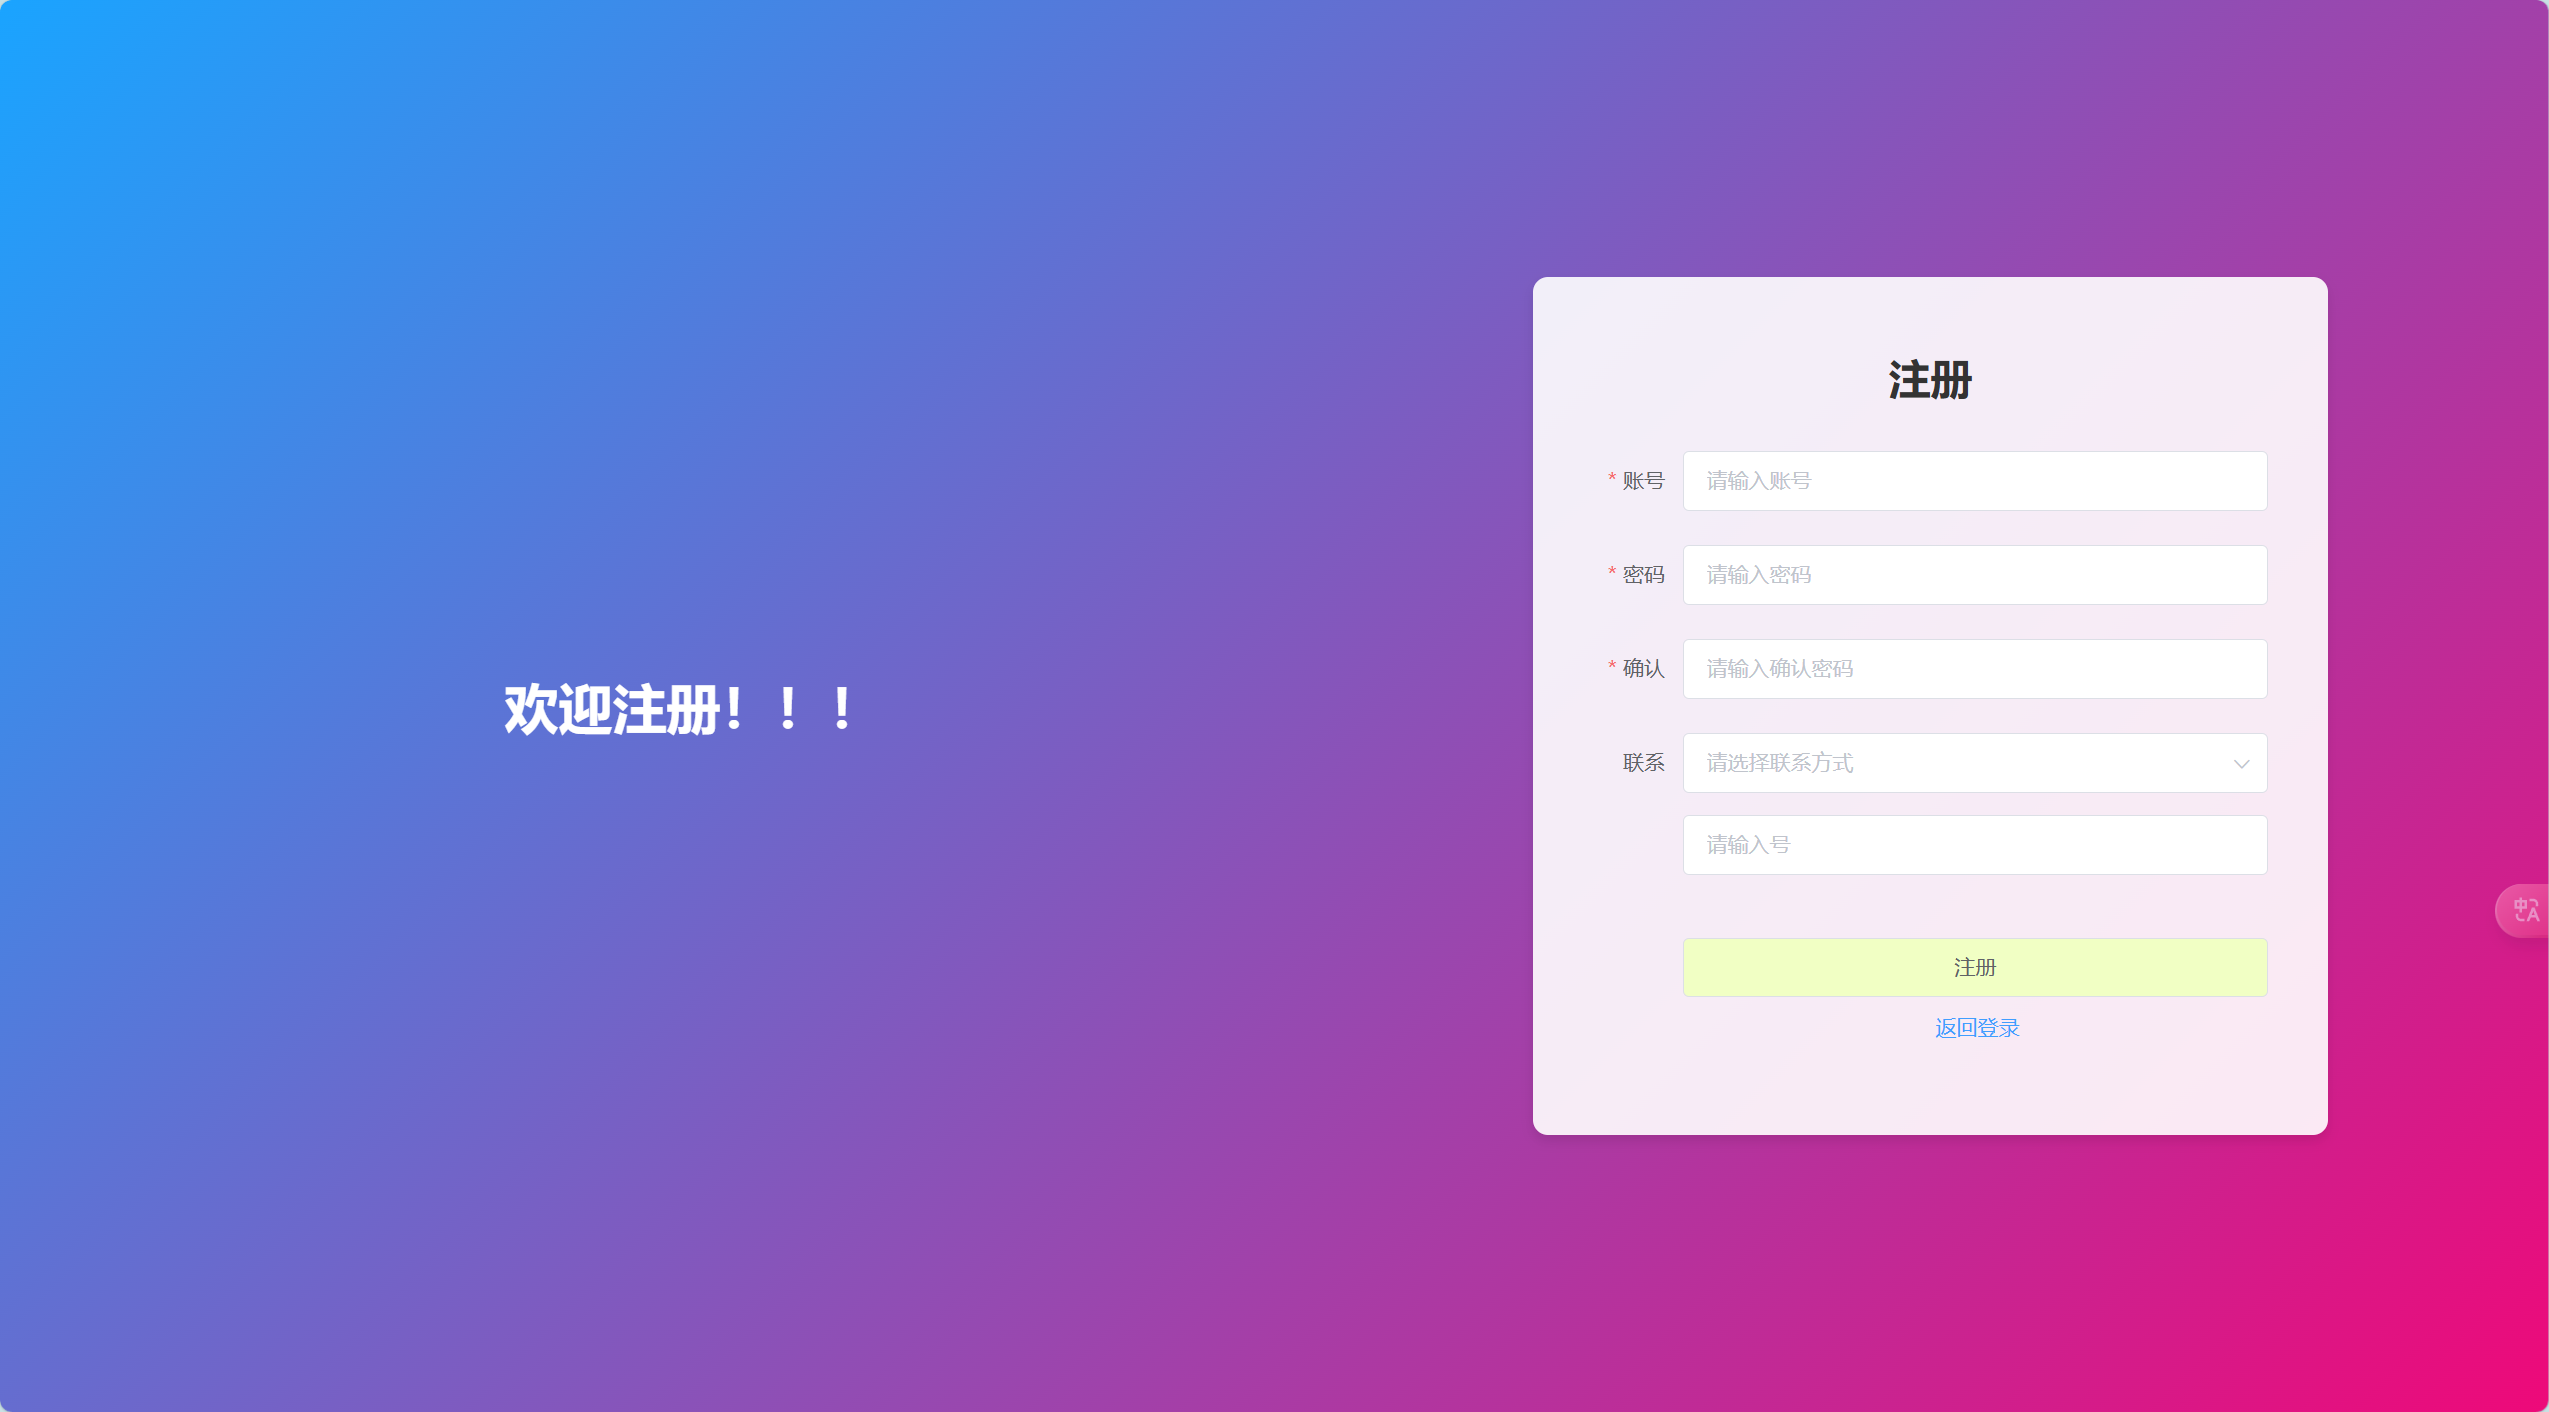 欢迎注册！！！
注册
* 账号 请输入账号
* 密码 请输入密码
* 确认 请输入确认密码
联系 请选择联系方式
请输入号
注册
返回登录
中A